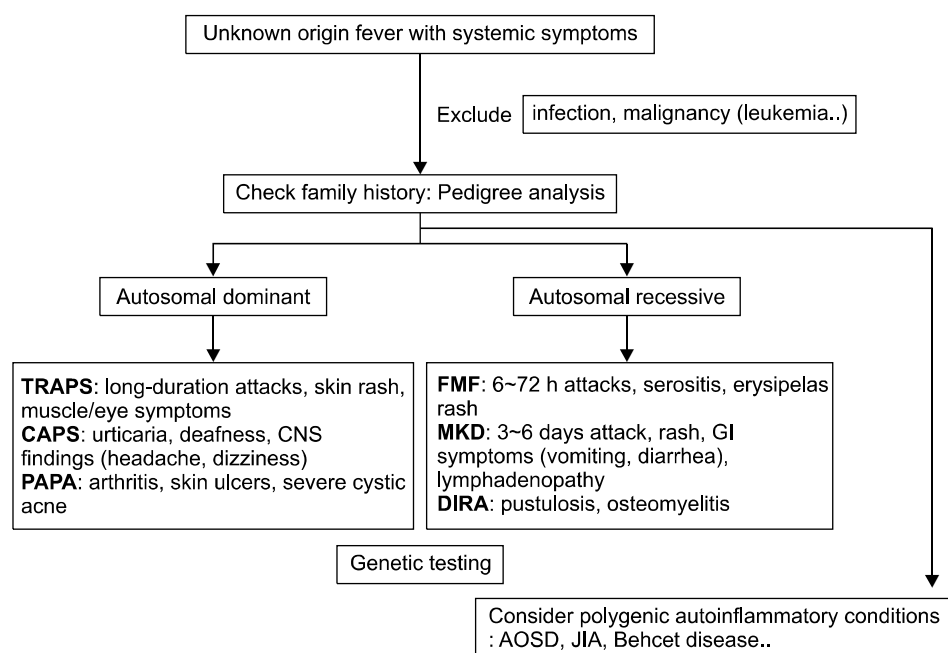 Unknown origin fever with systemic symptoms
Exclude
infection, malignancy (leukemia..)
Check family history: Pedigree analysis
Autosomal dominant
Autosomal recessive
TRAPS: long-duration attacks, skin rash,
muscle/eye symptoms
CAPS: urticaria, deafness, CNS
findings (headache, dizziness)
PAPA: arthritis, skin ulcers, severe cystic
acne
FMF: 6~72 h attacks, serositis, erysipelas
rash
MKD: 3~6 days attack, rash, GI
symptoms (vomiting, diarrhea),
lymphadenopathy
DIRA: pustulosis, osteomyelitis
Genetic testing
Consider polygenic autoinflammatory conditions
: AOSD, JIA, Behcet disease..